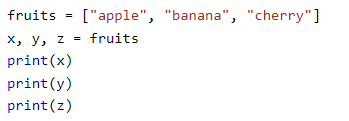 fruits = ["apple", "banana", "cherry"]
x, y, z = fruits
print(x)
print(y)
print(z)